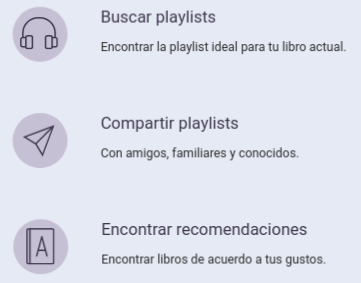 Buscar playlists
Encontrar la playlist ideal para tu libro actual.
Compartir playlists
Con amigos, familiares y conocidos.
A
Encontrar recomendaciones
Encontrar libros de acuerdo a tus gustos.